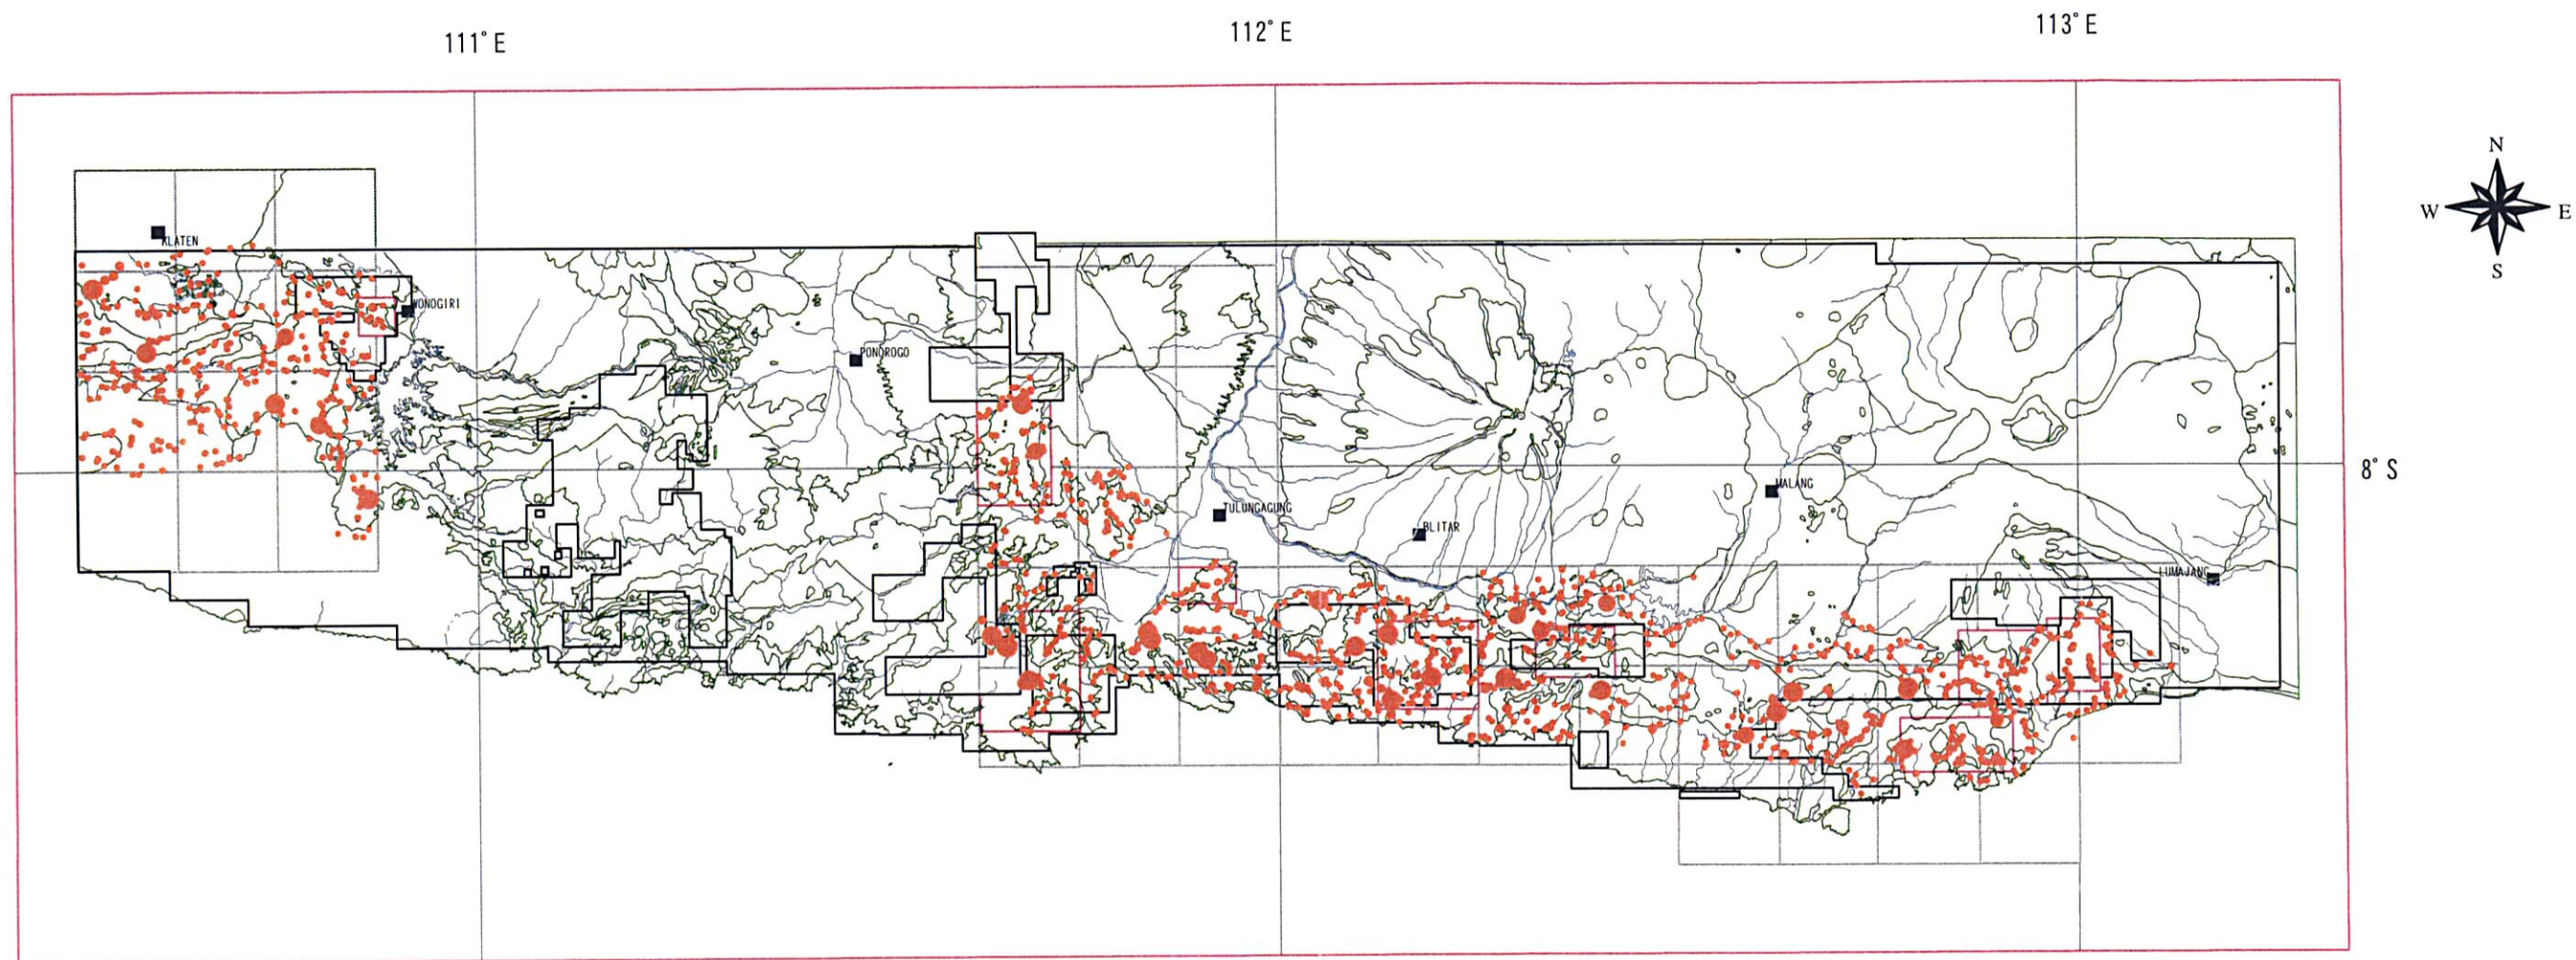 111°E
112°E
113°E
N
W E
S
KLATEN
WONOGIRI
PONOROGO
8°S
MALANG
TULUNGAGUNG
BLITAR
LUMAJANG